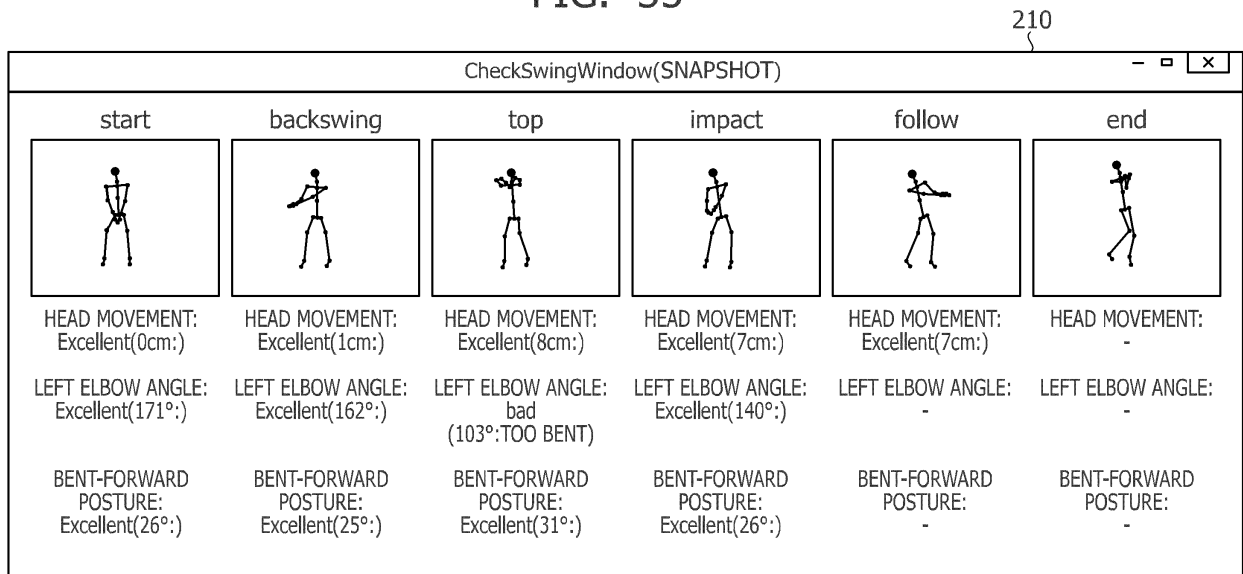 FIG.
210
CheckSwingWindow(SNAPSHOT)
start backswing top impact follow end
HEAD MOVEMENT: HEAD MOVEMENT: HEAD MOVEMENT: HEAD MOVEMENT: HEAD MOVEMENT: HEAD MOVEMENT:
Excellent(0cm:) Excellent(1cm:) Excellent(8cm:) Excellent(7cm:) Excellent(7cm:) -
LEFT ELBOW ANGLE: LEFT ELBOW ANGLE: LEFT ELBOW ANGLE: LEFT ELBOW ANGLE: LEFT ELBOW ANGLE: LEFT ELBOW ANGLE:
Excellent(171°:) Excellent(162°:) bad Excellent(140°:) - -
(103°:TOO BENT)
BENT-FORWARD BENT-FORWARD BENT-FORWARD BENT-FORWARD BENT-FORWARD BENT-FORWARD
POSTURE: POSTURE: POSTURE: POSTURE: POSTURE: POSTURE:
Excellent(26°:) Excellent(25°:) Excellent(31°:) Excellent(26°:) - -